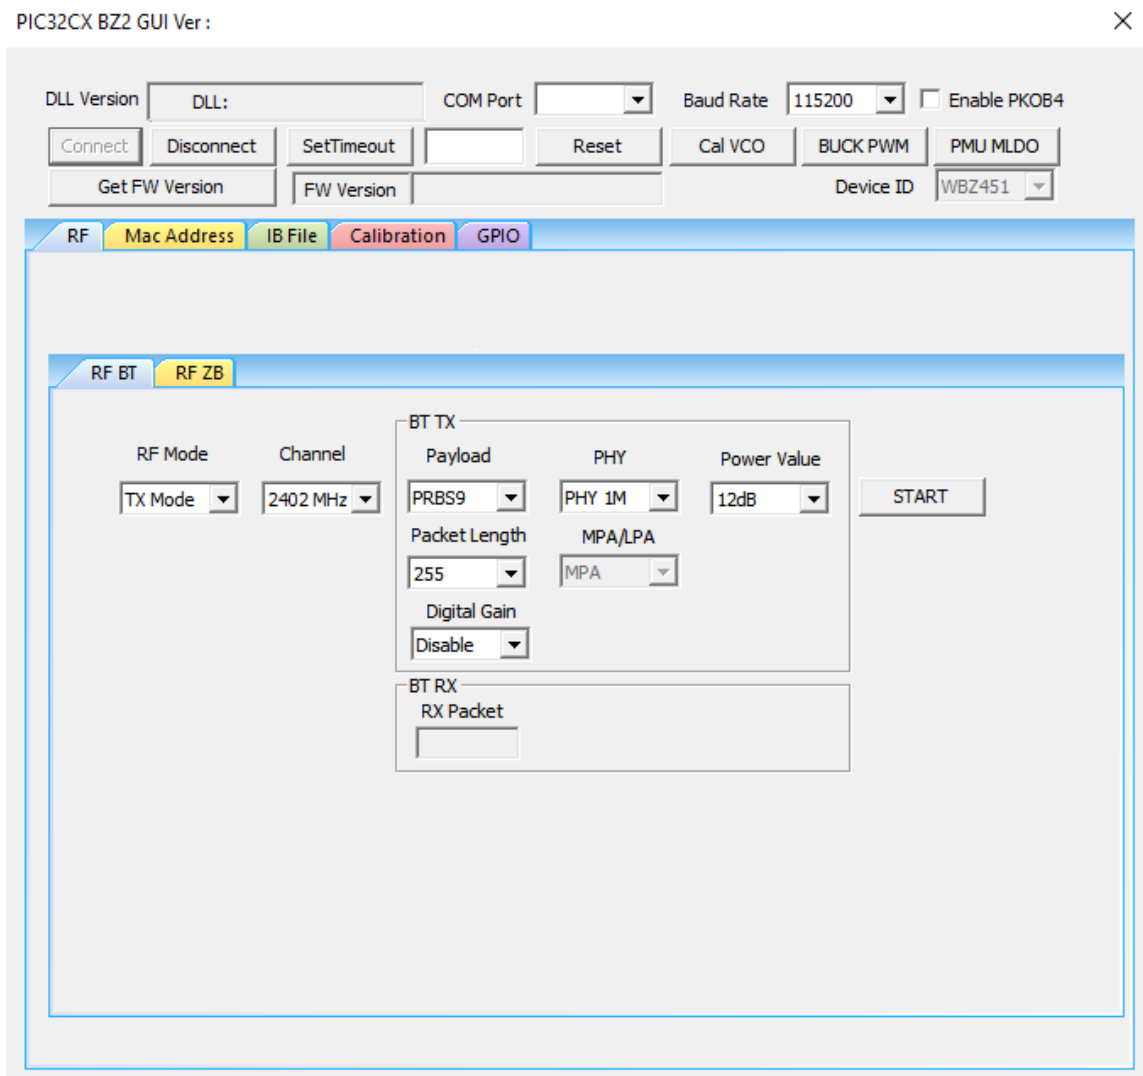 PIC32CX BZ2 GUI Ver :
DLL Version DLL: COM Port Baud Rate 115200 Enable PKOB4
Connect Disconnect SetTimeout Reset Cal VCO BUCK PWM PMU MLDO
Get FW Version FW Version Device ID WBZ451
RF Mac Address IB File Calibration GPIO
RF BT RF ZB
BT TX
RF Mode Channel Payload PHY Power Value
TX Mode 2402 MHz PRBS9 PHY 1M 12dB START
Packet Length MPA/LPA
255 MPA
Digital Gain
Disable
BT RX
RX Packet